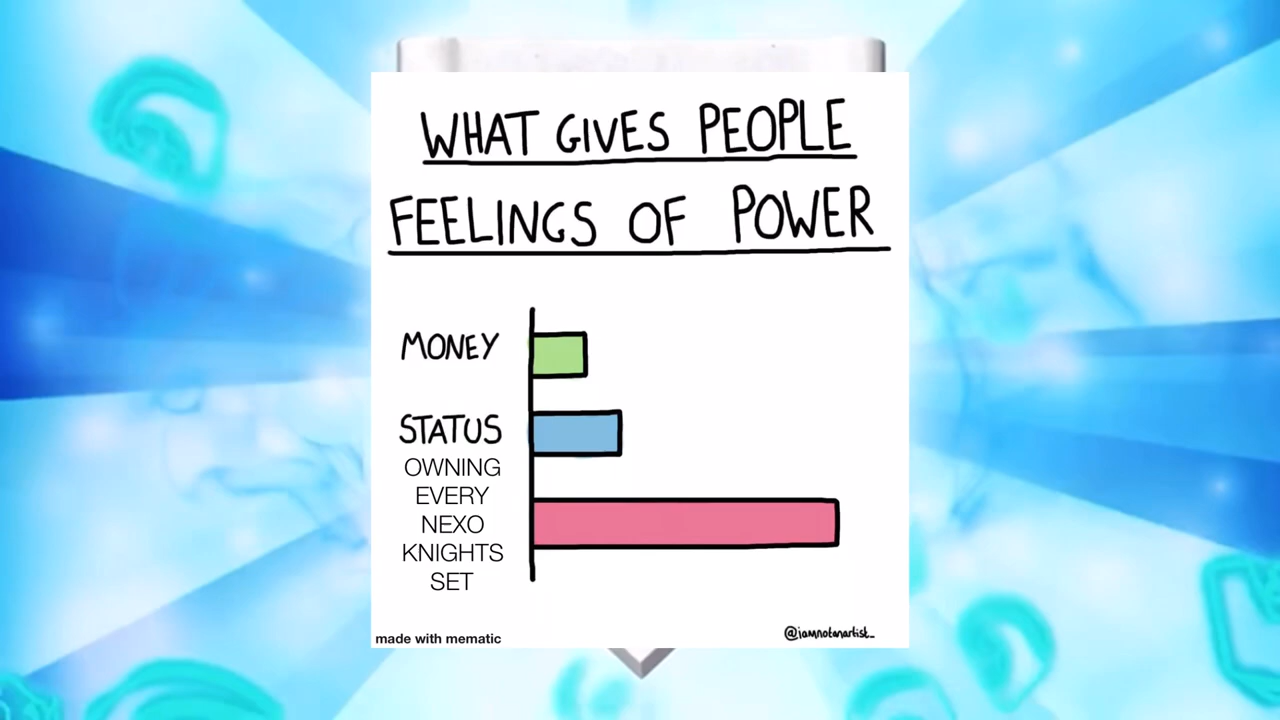 WHAT GIVES PEOPLE
FEELINGS OF POWER
MONEY
STATUS
OWNING
EVERY
NEXO
KNIGHTS
SET
made with mematic
@iamnotanartist_